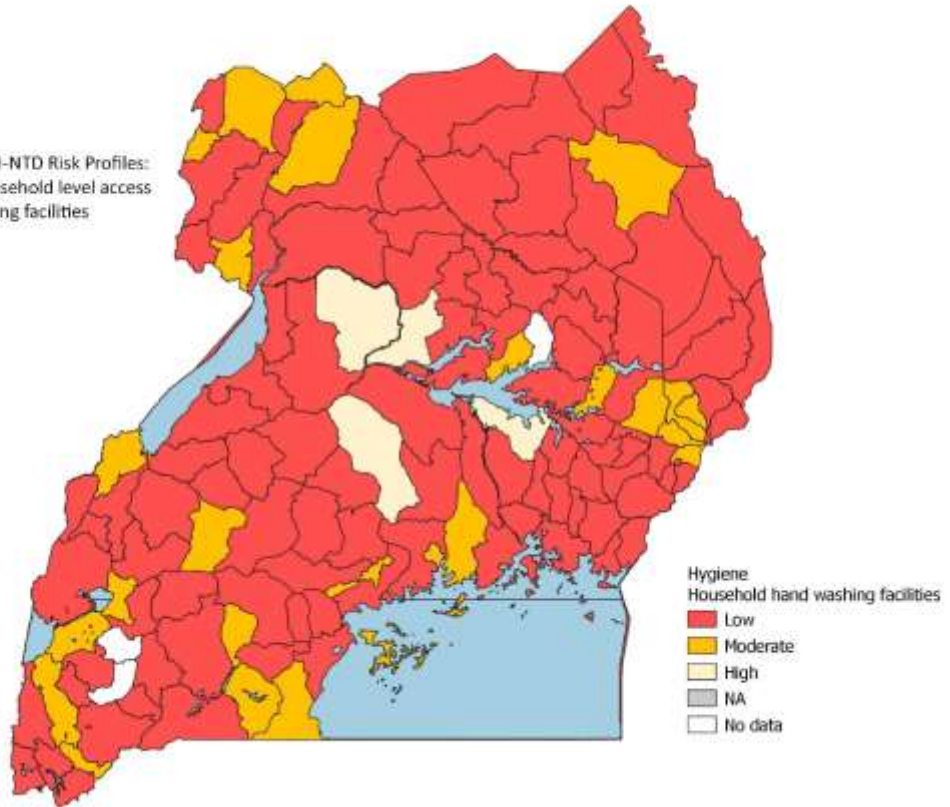 I-NTD Risk Profiles:
sehold level access
ng facilities
Hygiene
Household hand washing facilities
Low
Moderate
High
NA
No data